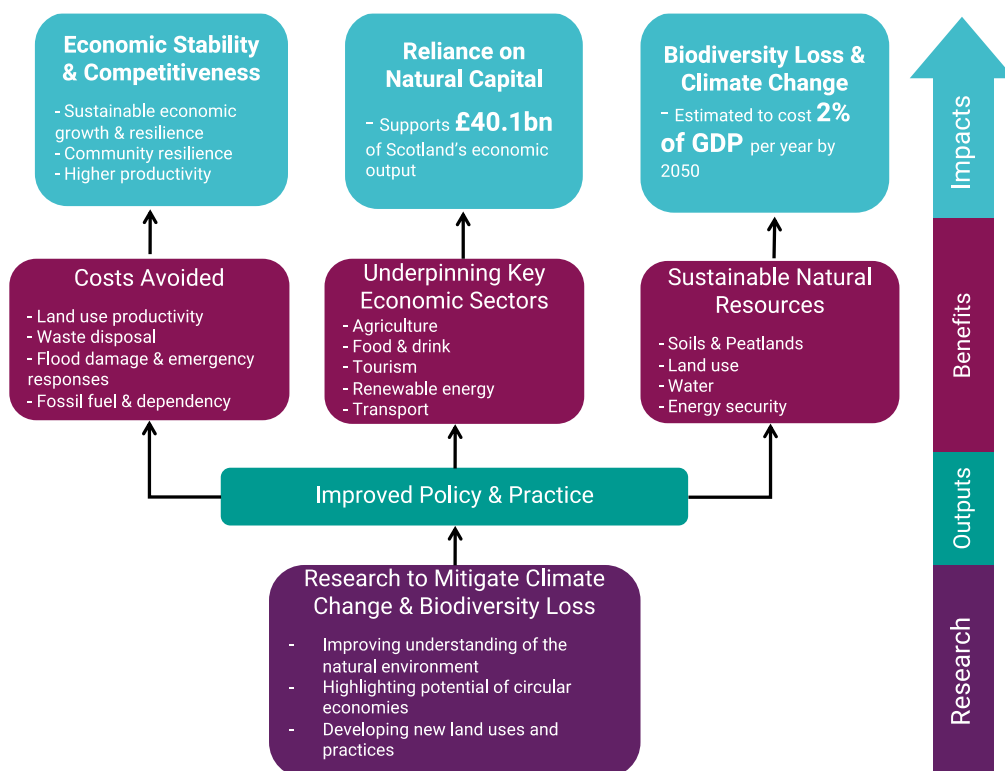 Economic Stability
& Competitiveness
- Sustainable economic
growth & resilience
- Community resilience
- Higher productivity
Reliance on
Natural Capital
- Supports £40.1bn
of Scotland's economic
output
Biodiversity Loss &
Climate Change
- Estimated to cost 2%
of GDP per year by
2050
Impacts
Costs Avoided
- Land use productivity
- Waste disposal
- Flood damage & emergency
responses
- Fossil fuel & dependency
Underpinning Key
Economic Sectors
- Agriculture
- Food & drink
- Tourism
- Renewable energy
- Transport
Sustainable Natural
Resources
- Soils & Peatlands
- Land use
- Water
- Energy security
Benefits
Improved Policy & Practice
Outputs
Research to Mitigate Climate
Change & Biodiversity Loss
- Improving understanding of the
natural environment
- Highlighting potential of circular
economies
- Developing new land uses and
practices
Research